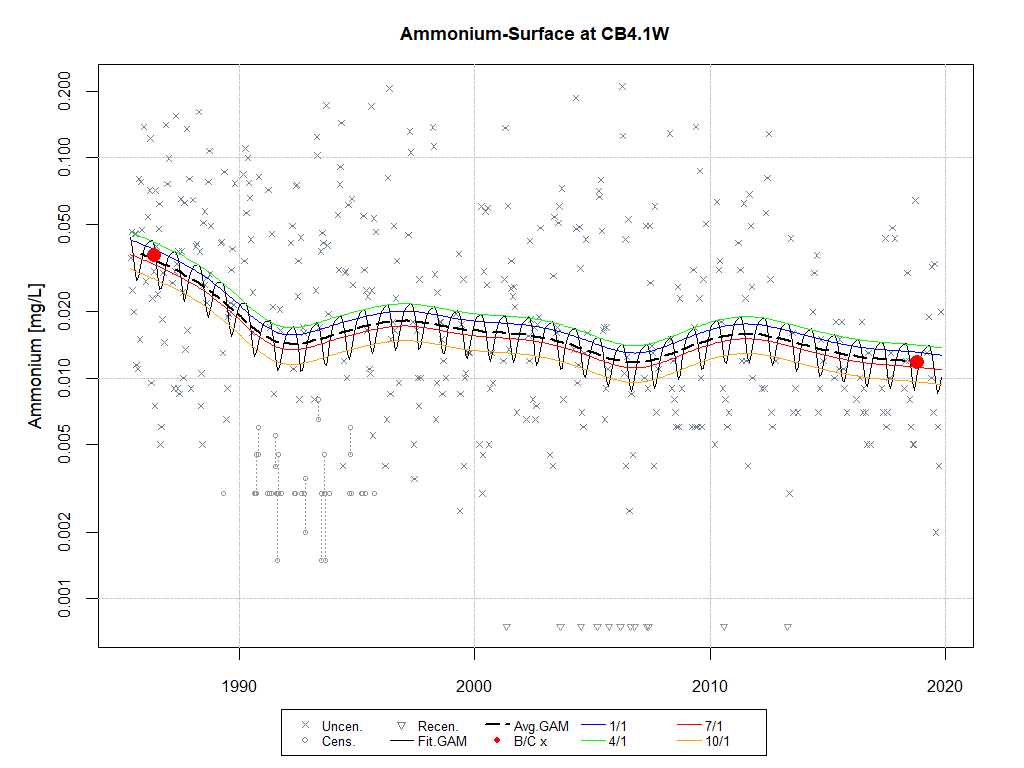 Ammonium-Surface at CB4.1W
Ammonium [mg/L]
0.200
0.100
0.050
0.020
0.010
0.005
0.002
0.001
1990 2000 2010 2020
Uncen. Recen. Avg.GAM 1/1 7/1
Cens. Fit.GAM B/C x 4/1 10/1